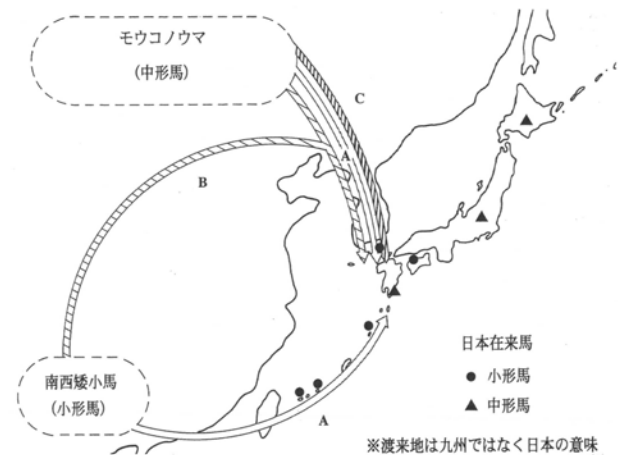 モウコノウマ
(中形馬)
C
A
B
南西矮小馬
(小形馬)
A
日本在来馬
● 小形馬
▲ 中形馬
※渡来地は九州ではなく日本の意味